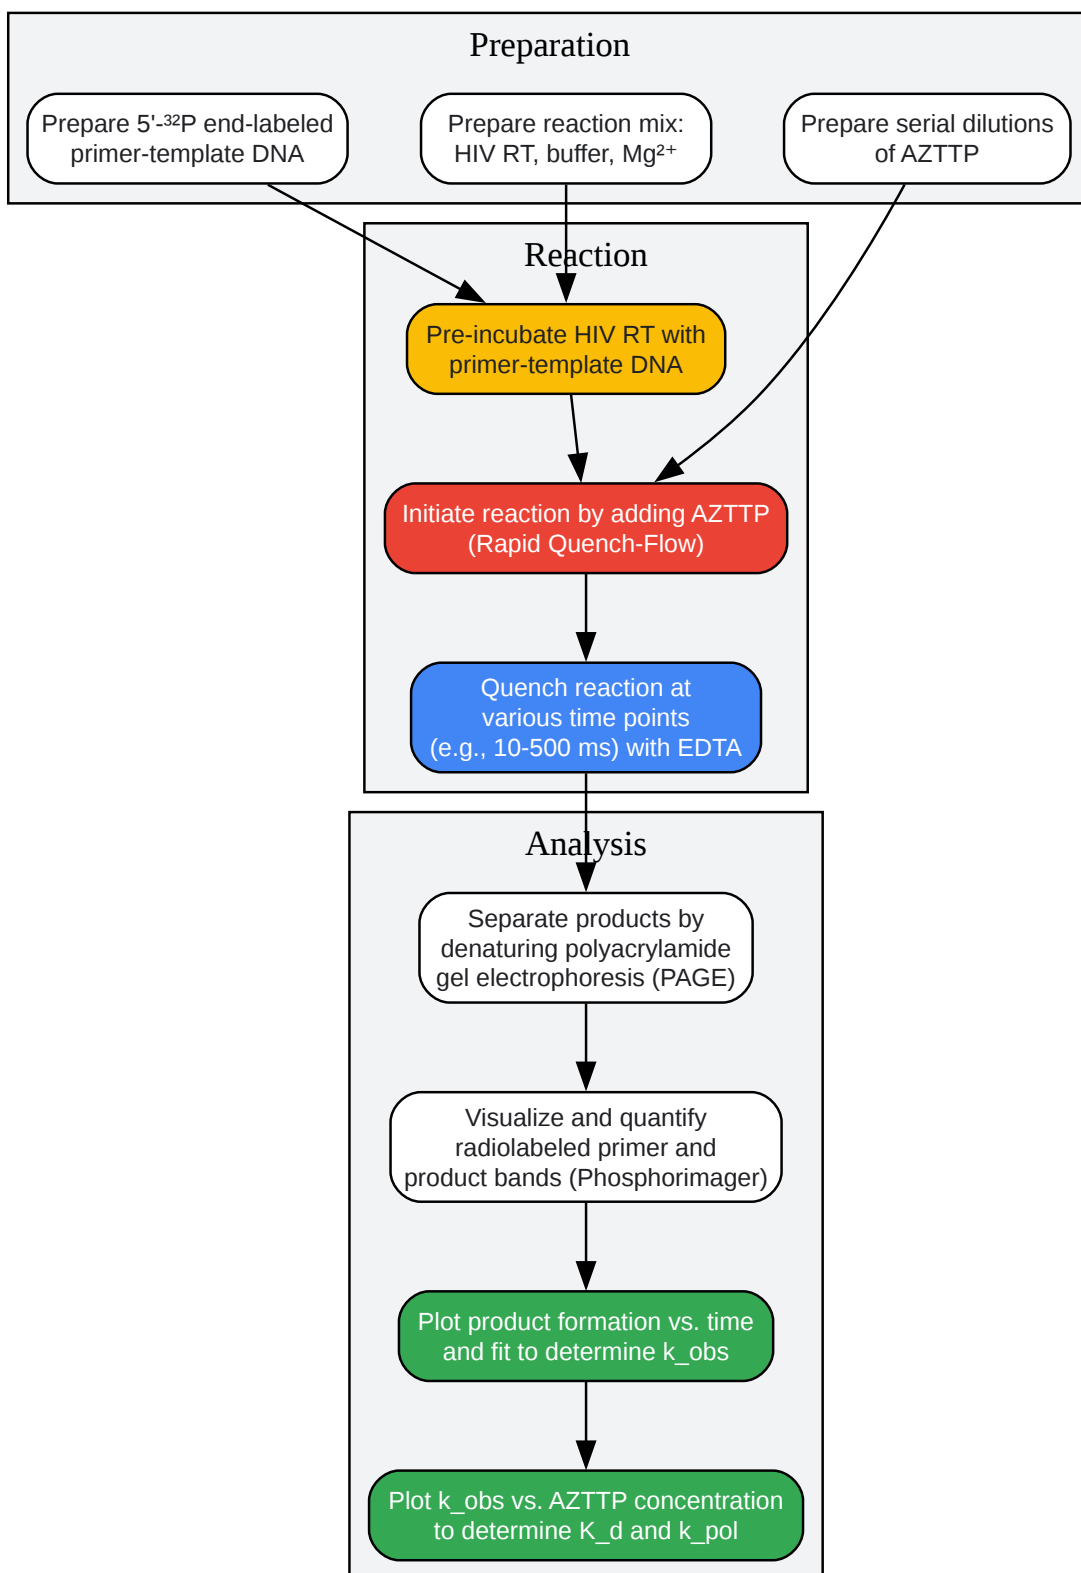 Preparation
Prepare 5'-³²P end-labeled
primer-template DNA
Prepare reaction mix:
HIV RT, buffer, Mg²⁺
Prepare serial dilutions
of AZTTP
Reaction
Pre-incubate HIV RT with
primer-template DNA
Initiate reaction by adding AZTTP
(Rapid Quench-Flow)
Quench reaction at
various time points
(e.g., 10-500 ms) with EDTA
Analysis
Separate products by
denaturing polyacrylamide
gel electrophoresis (PAGE)
Visualize and quantify
radiolabeled primer and
product bands (Phosphorimager)
Plot product formation vs. time
and fit to determine k_obs
Plot k_obs vs. AZTTP concentration
to determine K_d and k_pol